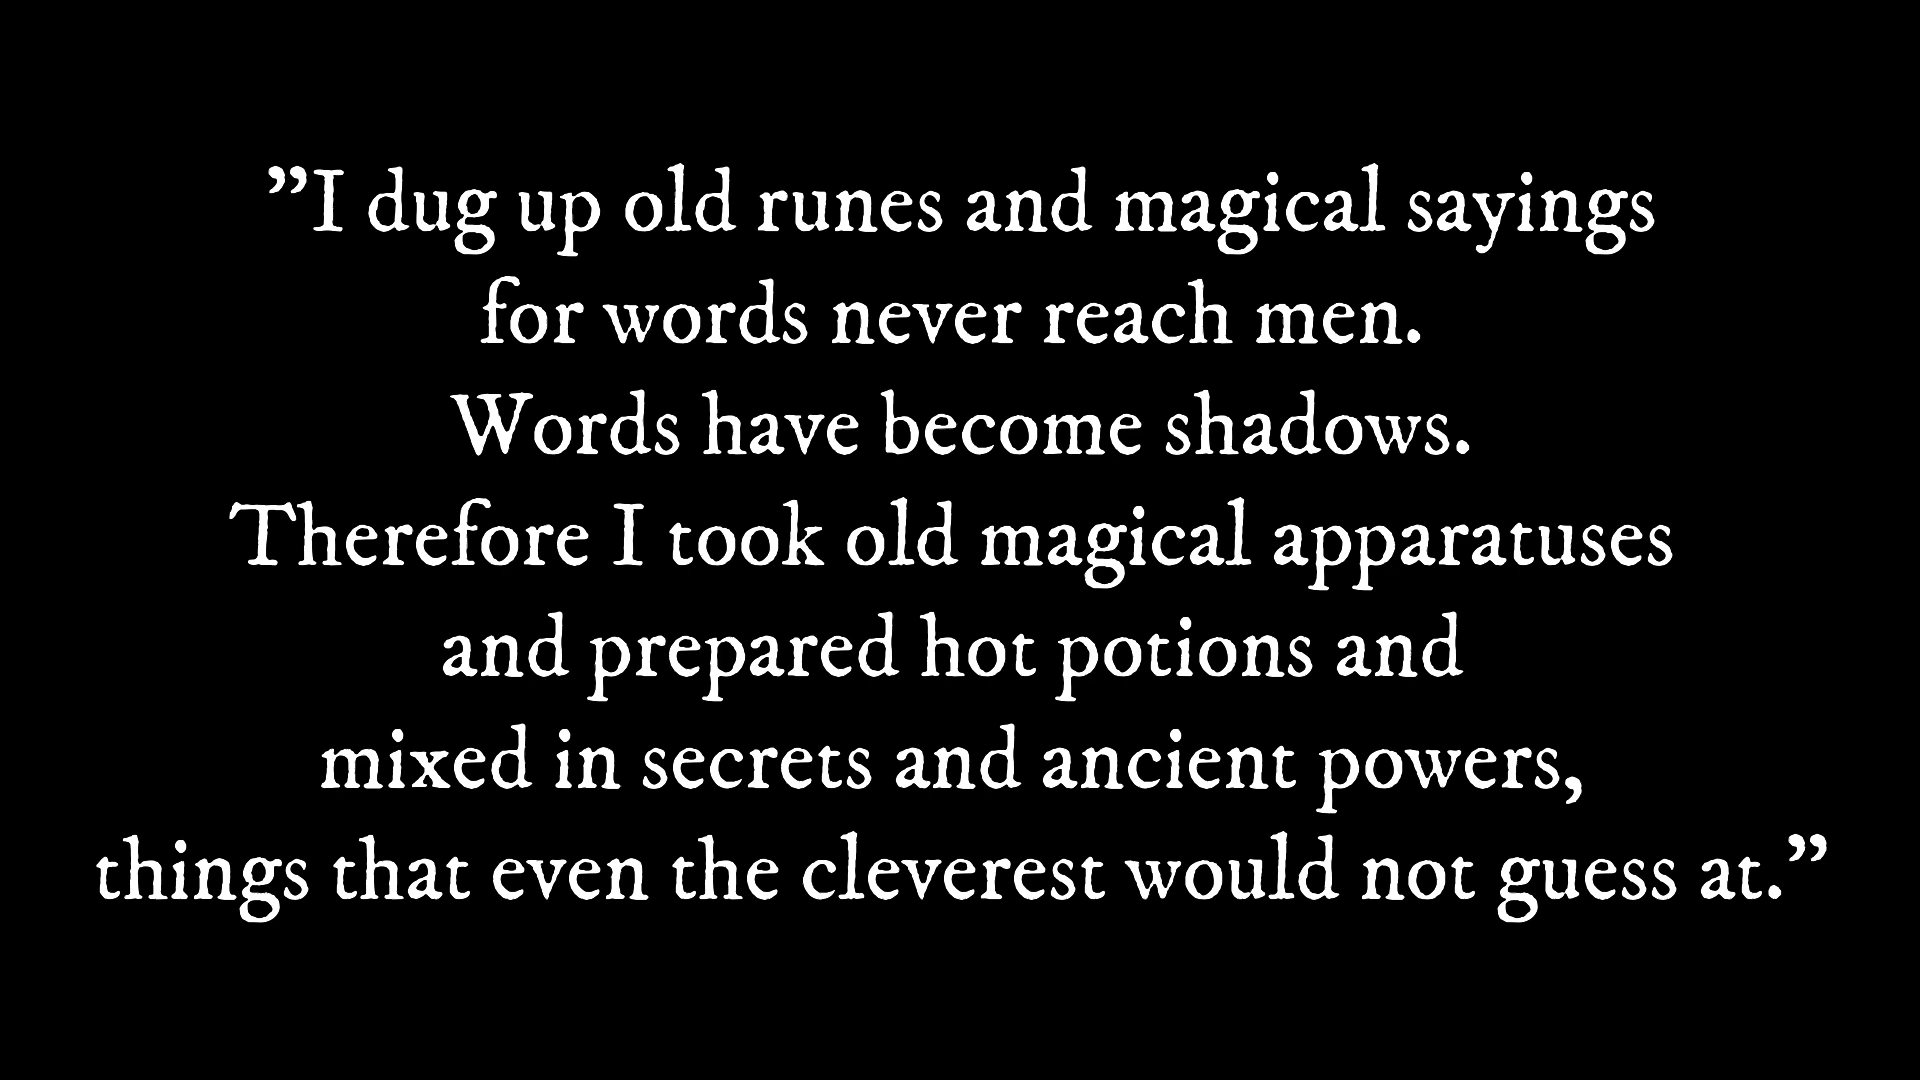 ”I dug up old runes and magical sayings
for words never reach men.
Words have become shadows.
Therefore I took old magical apparatuses
and prepared hot potions and
mixed in secrets and ancient powers,
things that even the cleverest would not guess at.”